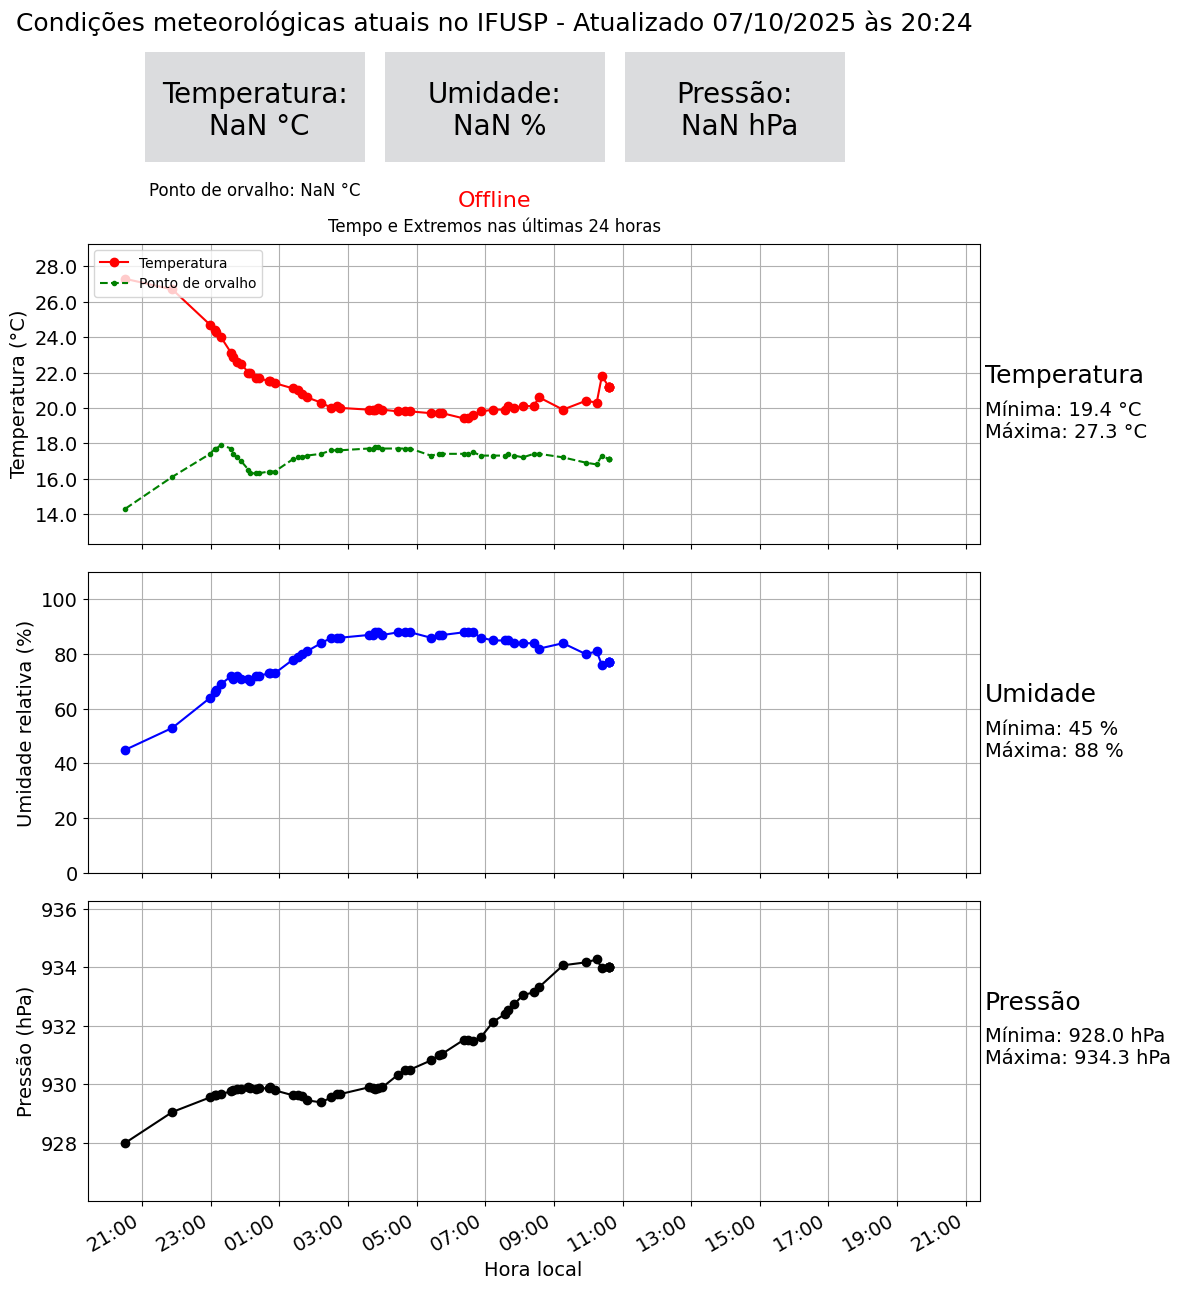 Condições meteorológicas atuais no IFUSP - Atualizado 07/10/2025 às 20:24
Temperatura:
NaN °C
Umidade:
NaN %
Pressão:
NaN hPa
Ponto de orvalho: NaN °C
Offline
Tempo e Extremos nas últimas 24 horas
Temperatura
Ponto de orvalho
Temperatura (°C)
28.0
26.0
24.0
22.0
20.0
18.0
16.0
14.0
Temperatura
Mínima: 19.4 °C
Máxima: 27.3 °C
Umidade relativa (%)
100
80
60
40
20
0
Umidade
Mínima: 45 %
Máxima: 88 %
Pressão (hPa)
936
934
932
930
928
Pressão
Mínima: 928.0 hPa
Máxima: 934.3 hPa
21:00 23:00 01:00 03:00 05:00 07:00 09:00 11:00 13:00 15:00 17:00 19:00 21:00
Hora local